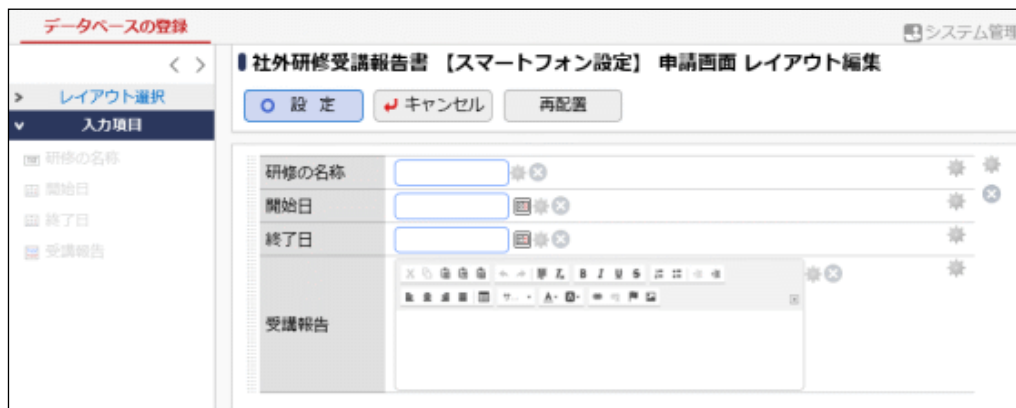 データベースの登録
システム管理
レイアウト選択
入力項目
研修の名称
開始日
終了日
受講報告
社外研修受講報告書 【スマートフォン設定】 申請画面 レイアウト編集
設 定
キャンセル
再配置
研修の名称
開始日
終了日
受講報告
B I U S
サ...
A